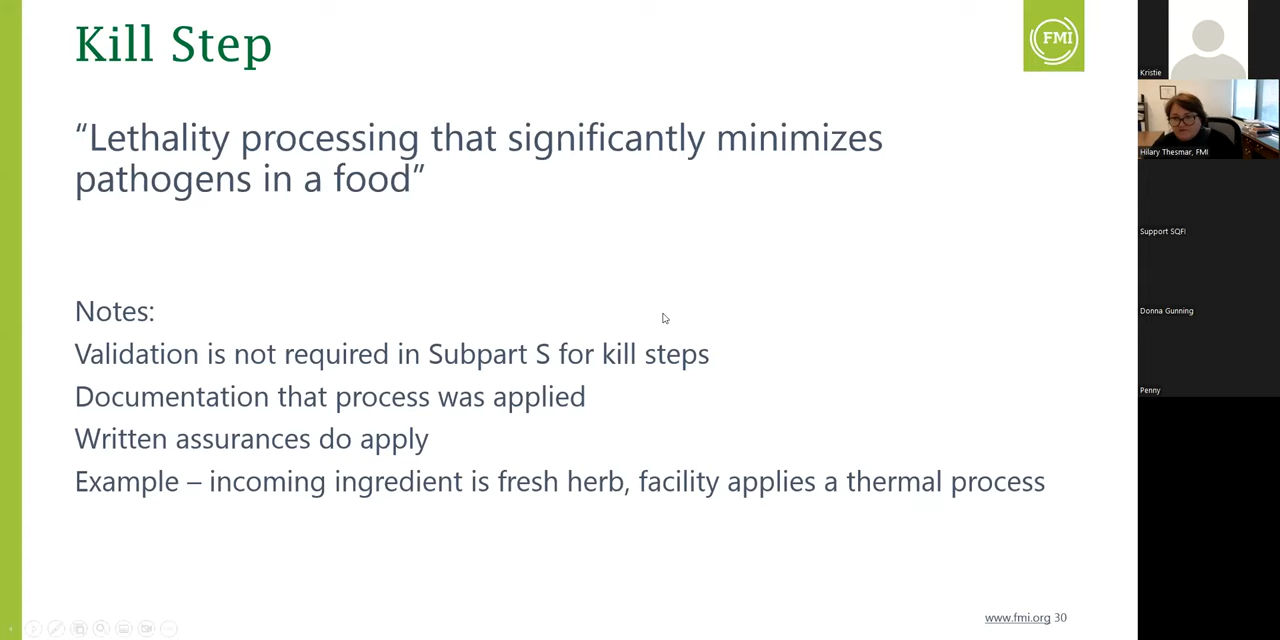 Kill Step
FMI
“Lethality processing that significantly minimizes
pathogens in a food”
Notes:
Validation is not required in Subpart S for kill steps
Documentation that process was applied
Written assurances do apply
Example – incoming ingredient is fresh herb, facility applies a thermal process
www.fmi.org 30
Kristie
Hilary Thesmar, FMI
Support SQFI
Donna Gunning
Penny